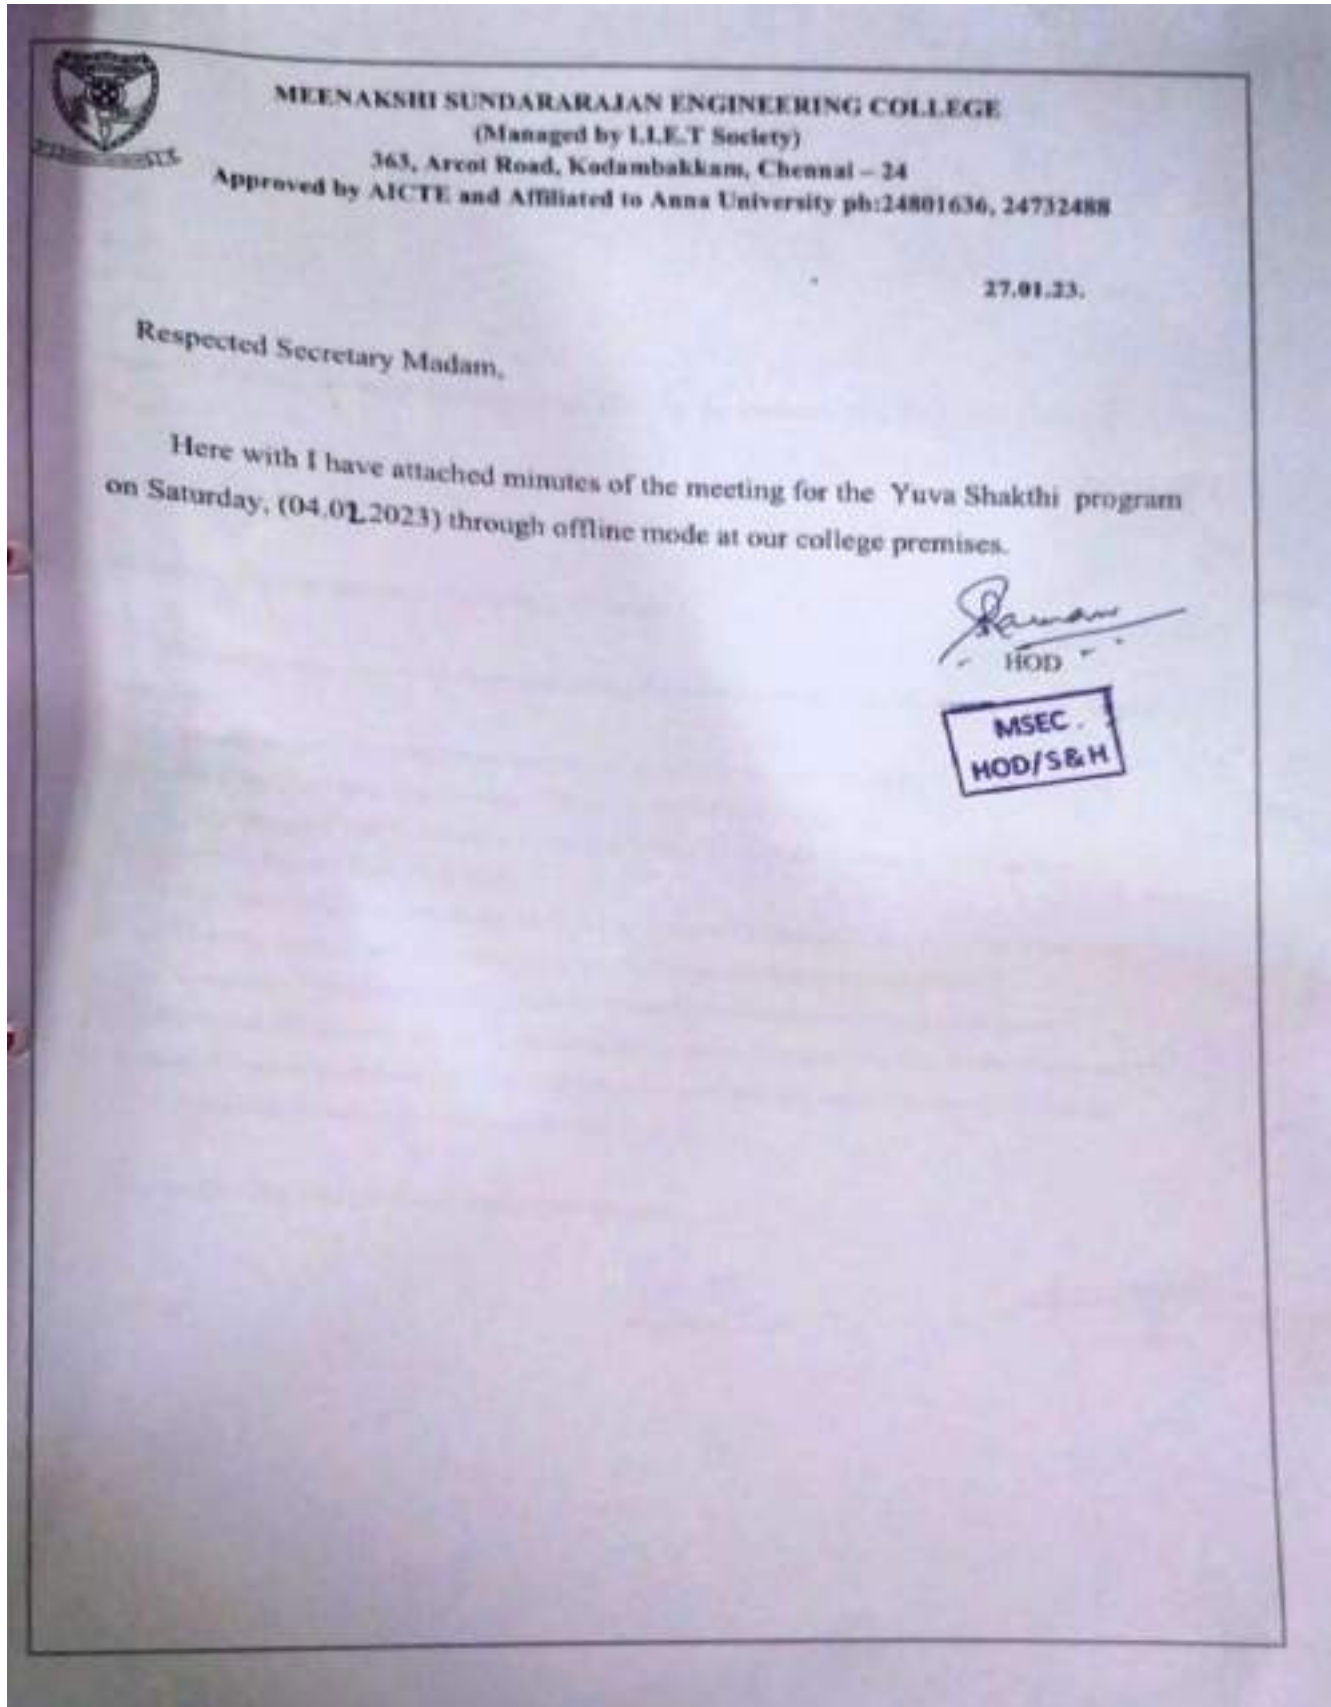 MEENAKSHI SUNDARARAJAN ENGINEERING COLLEGE
(Managed by I.I.E.T Society)
363, Arcot Road, Kodambakkam, Chennai – 24
Approved by AICTE and Affiliated to Anna University ph:24801636, 24732488
27.01.23.
Respected Secretary Madam,
Here with I have attached minutes of the meeting for the Yuva Shakthi program
on Saturday, (04.02.2023) through offline mode at our college premises.
HOD
MSEC.
HOD/S&H